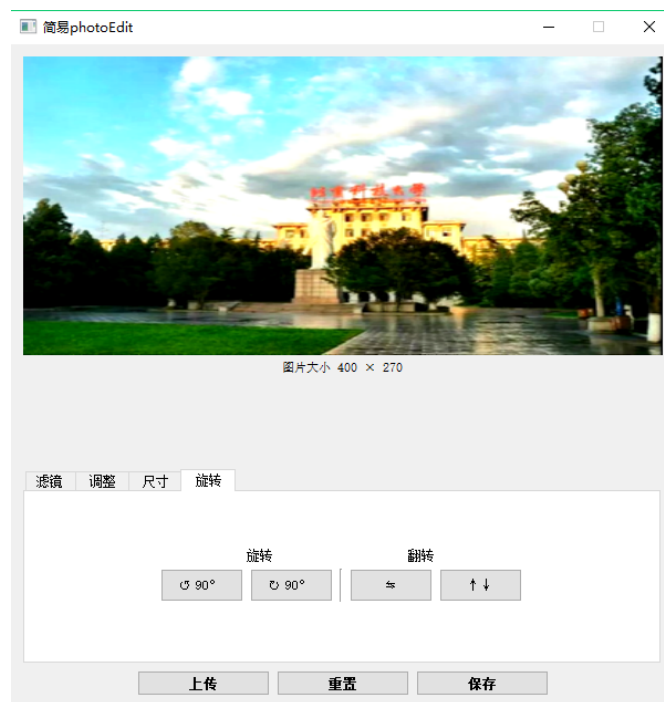 简易photoEdit
图片大小 400 × 270
滤镜 调整 尺寸 旋转
旋转 翻转
↺ 90° ↻ 90° ⇋ ↑↓
上传 重置 保存